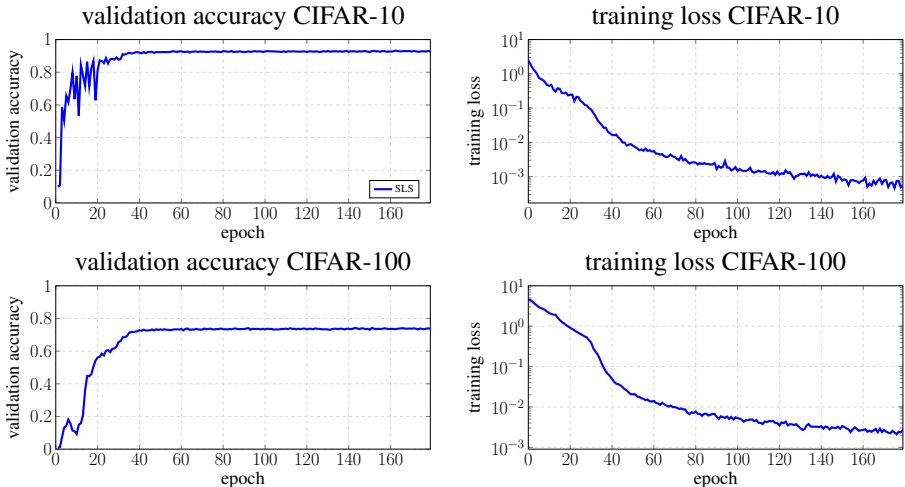 validation accuracy CIFAR-10
validation accuracy
1
0.8
0.6
0.4
0.2
0
0 20 40 60 80 100 120 140 160
epoch
SLS
training loss CIFAR-10
training loss
10^1
10^0
10^-1
10^-2
10^-3
0 20 40 60 80 100 120 140 160
epoch
validation accuracy CIFAR-100
validation accuracy
1
0.8
0.6
0.4
0.2
0
0 20 40 60 80 100 120 140 160
epoch
training loss CIFAR-100
training loss
10^1
10^0
10^-1
10^-2
10^-3
0 20 40 60 80 100 120 140 160
epoch